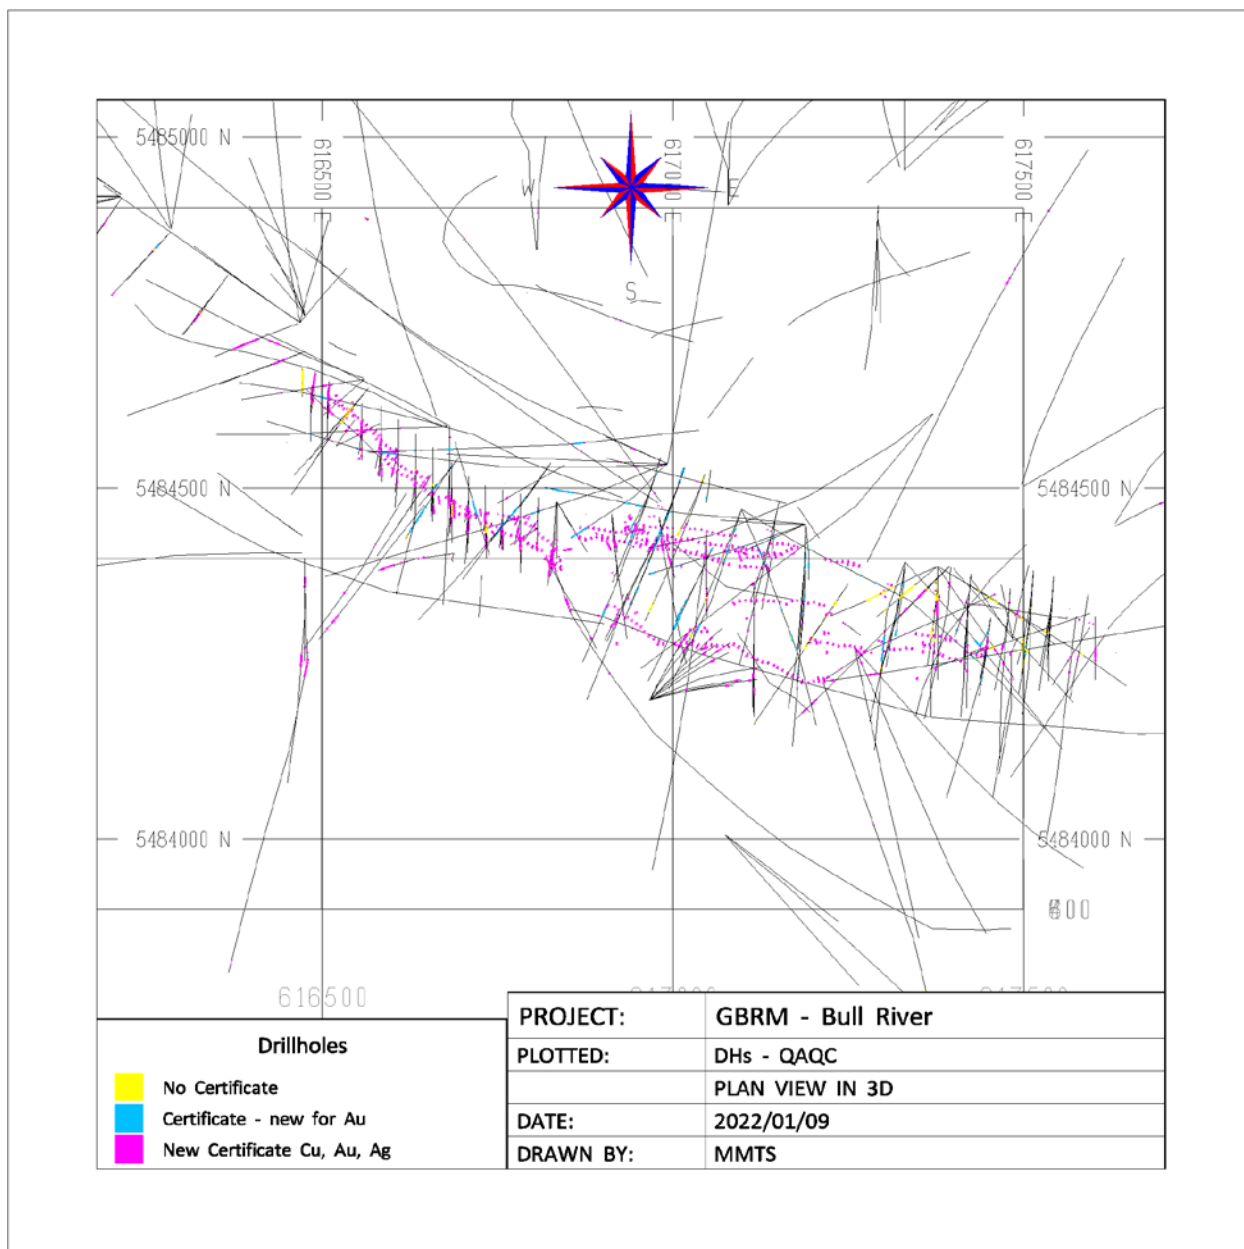 5485000 N
616500 E
617000 E
617500 E
W
E
S
5484500 N
5484500 N
5484000 N
5484000 N
616500
PROJECT: GBRM - Bull River
PLOTTED: DHs - QAQC
PLAN VIEW IN 3D
DATE: 2022/01/09
DRAWN BY: MMTS
Drillholes
No Certificate
Certificate - new for Au
New Certificate Cu, Au, Ag